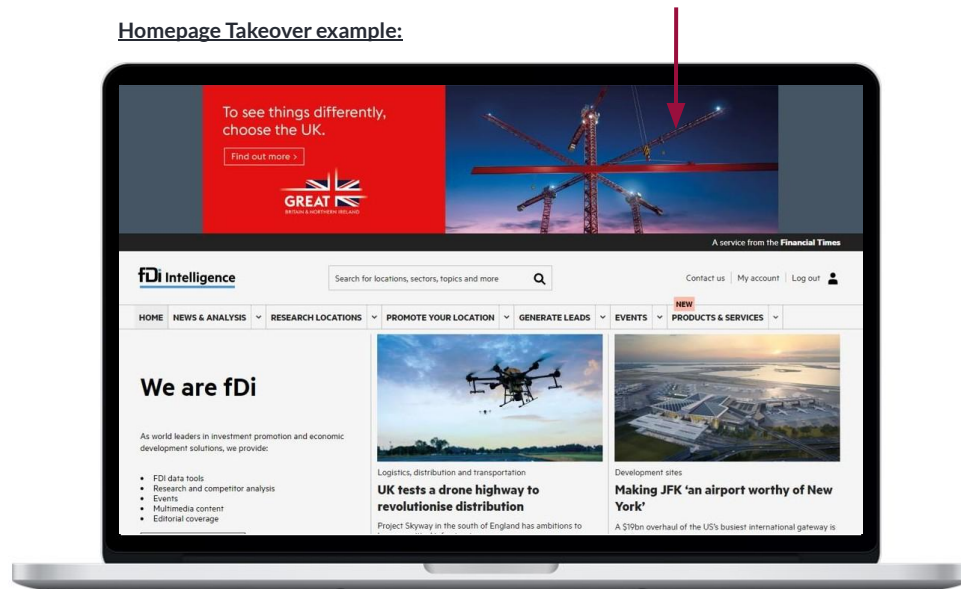 Homepage Takeover example:
To see things differently,
choose the UK.
Find out more >
GREAT
BRITAIN & NORTHERN IRELAND
A service from the Financial Times
fDi Intelligence
Search for locations, sectors, topics and more
Contact us | My account | Log out
NEW
HOME NEWS & ANALYSIS RESEARCH LOCATIONS PROMOTE YOUR LOCATION GENERATE LEADS EVENTS PRODUCTS & SERVICES
We are fDi
As world leaders in investment promotion and economic
development solutions, we provide:
• FDI data tools
• Research and competitor analysis
• Events
• Multimedia content
• Editorial coverage
Logistics, distribution and transportation
UK tests a drone highway to
revolutionise distribution
Project Skyway in the south of England has ambitions to
Development sites
Making JFK ‘an airport worthy of New
York’
A $19bn overhaul of the US's busiest international gateway is